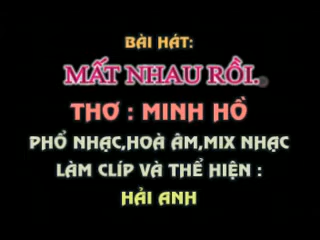 BÀI HÁT:
MẤT NHAU RỒI.
THƠ : MINH HỒ
PHỔ NHẠC,HOÀ ÂM,MIX NHẠC
LÀM CLÍP VÀ THỂ HIỆN :
HẢI ANH